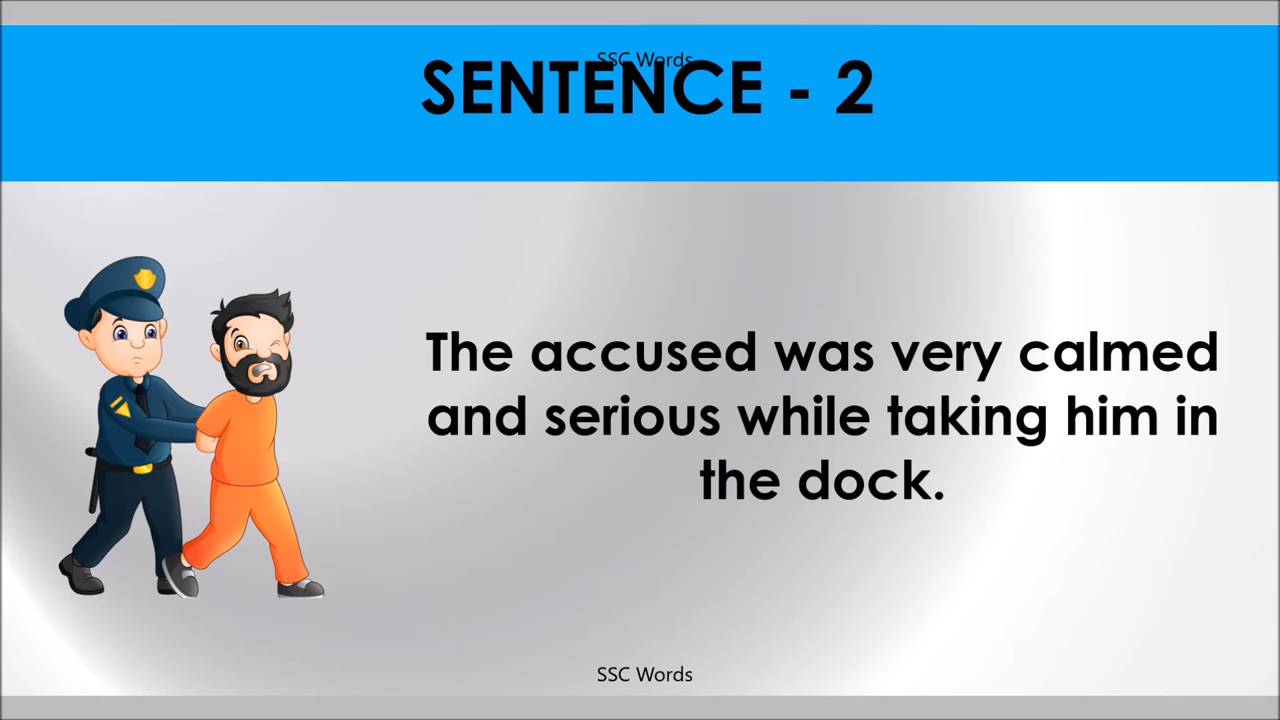 SSC Words
SENTENCE - 2
The accused was very calmed
and serious while taking him in
the dock.
SSC Words